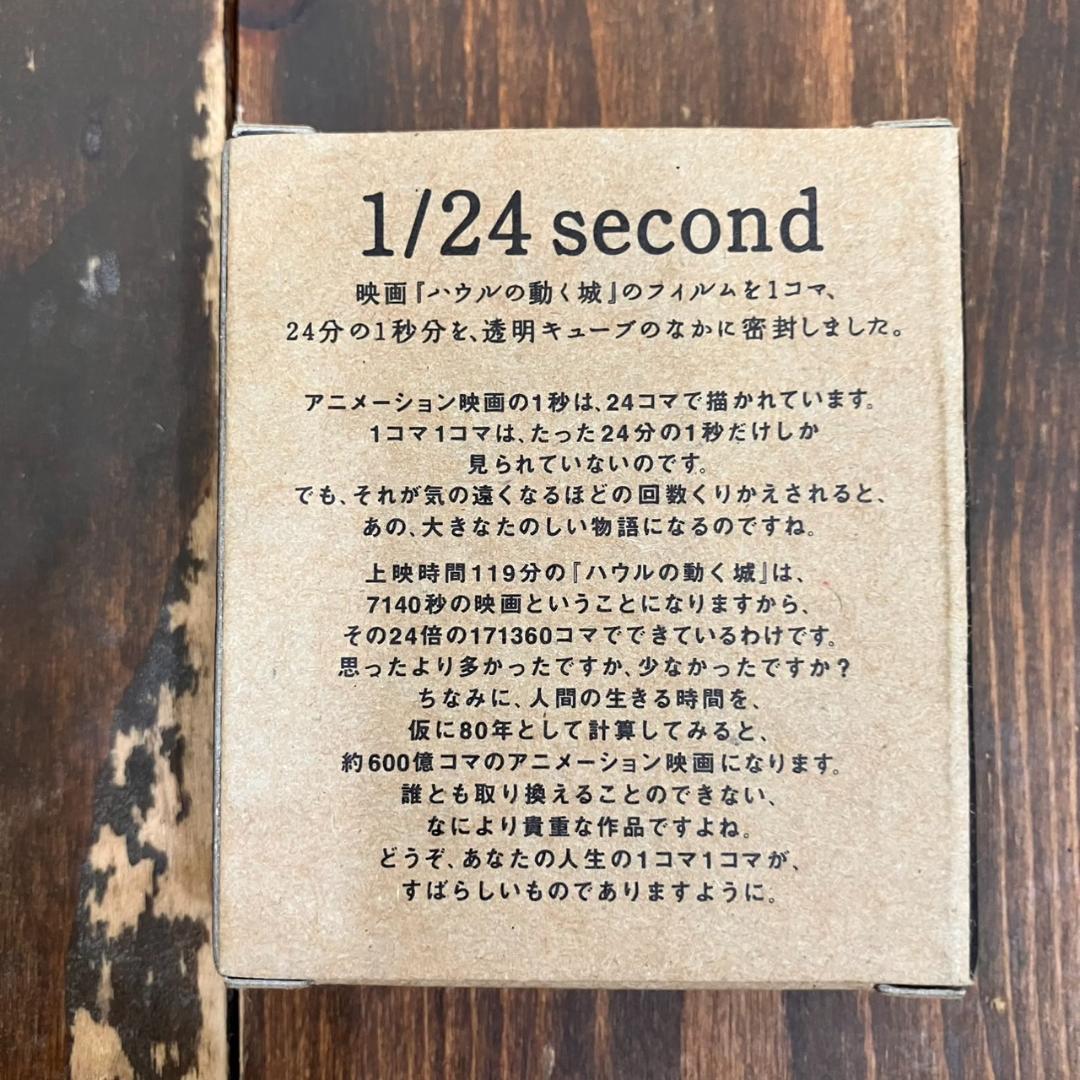 1/24 second
映画『ハウルの動く城』のフィルムを1コマ、
24分の1秒分を、透明キューブのなかに密封しました。
アニメーション映画の1秒は、24コマで描かれています。
1コマ1コマは、たった24分の1秒だけしか
見られていないのです。
でも、それが気の遠くなるほどの回数くりかえされると、
あの、大きなたのしい物語になるのですね。
上映時間119分の『ハウルの動く城』は、
7140秒の映画ということになりますから、
その24倍の171360コマでできているわけです。
思ったより多かったですか、少なかったですか？
ちなみに、人間の生きる時間を、
仮に80年として計算してみると、
約600億コマのアニメーション映画になります。
誰とも取り換えることのできない、
なにより貴重な作品ですよね。
どうぞ、あなたの人生の1コマ1コマが、
すばらしいものでありますように。